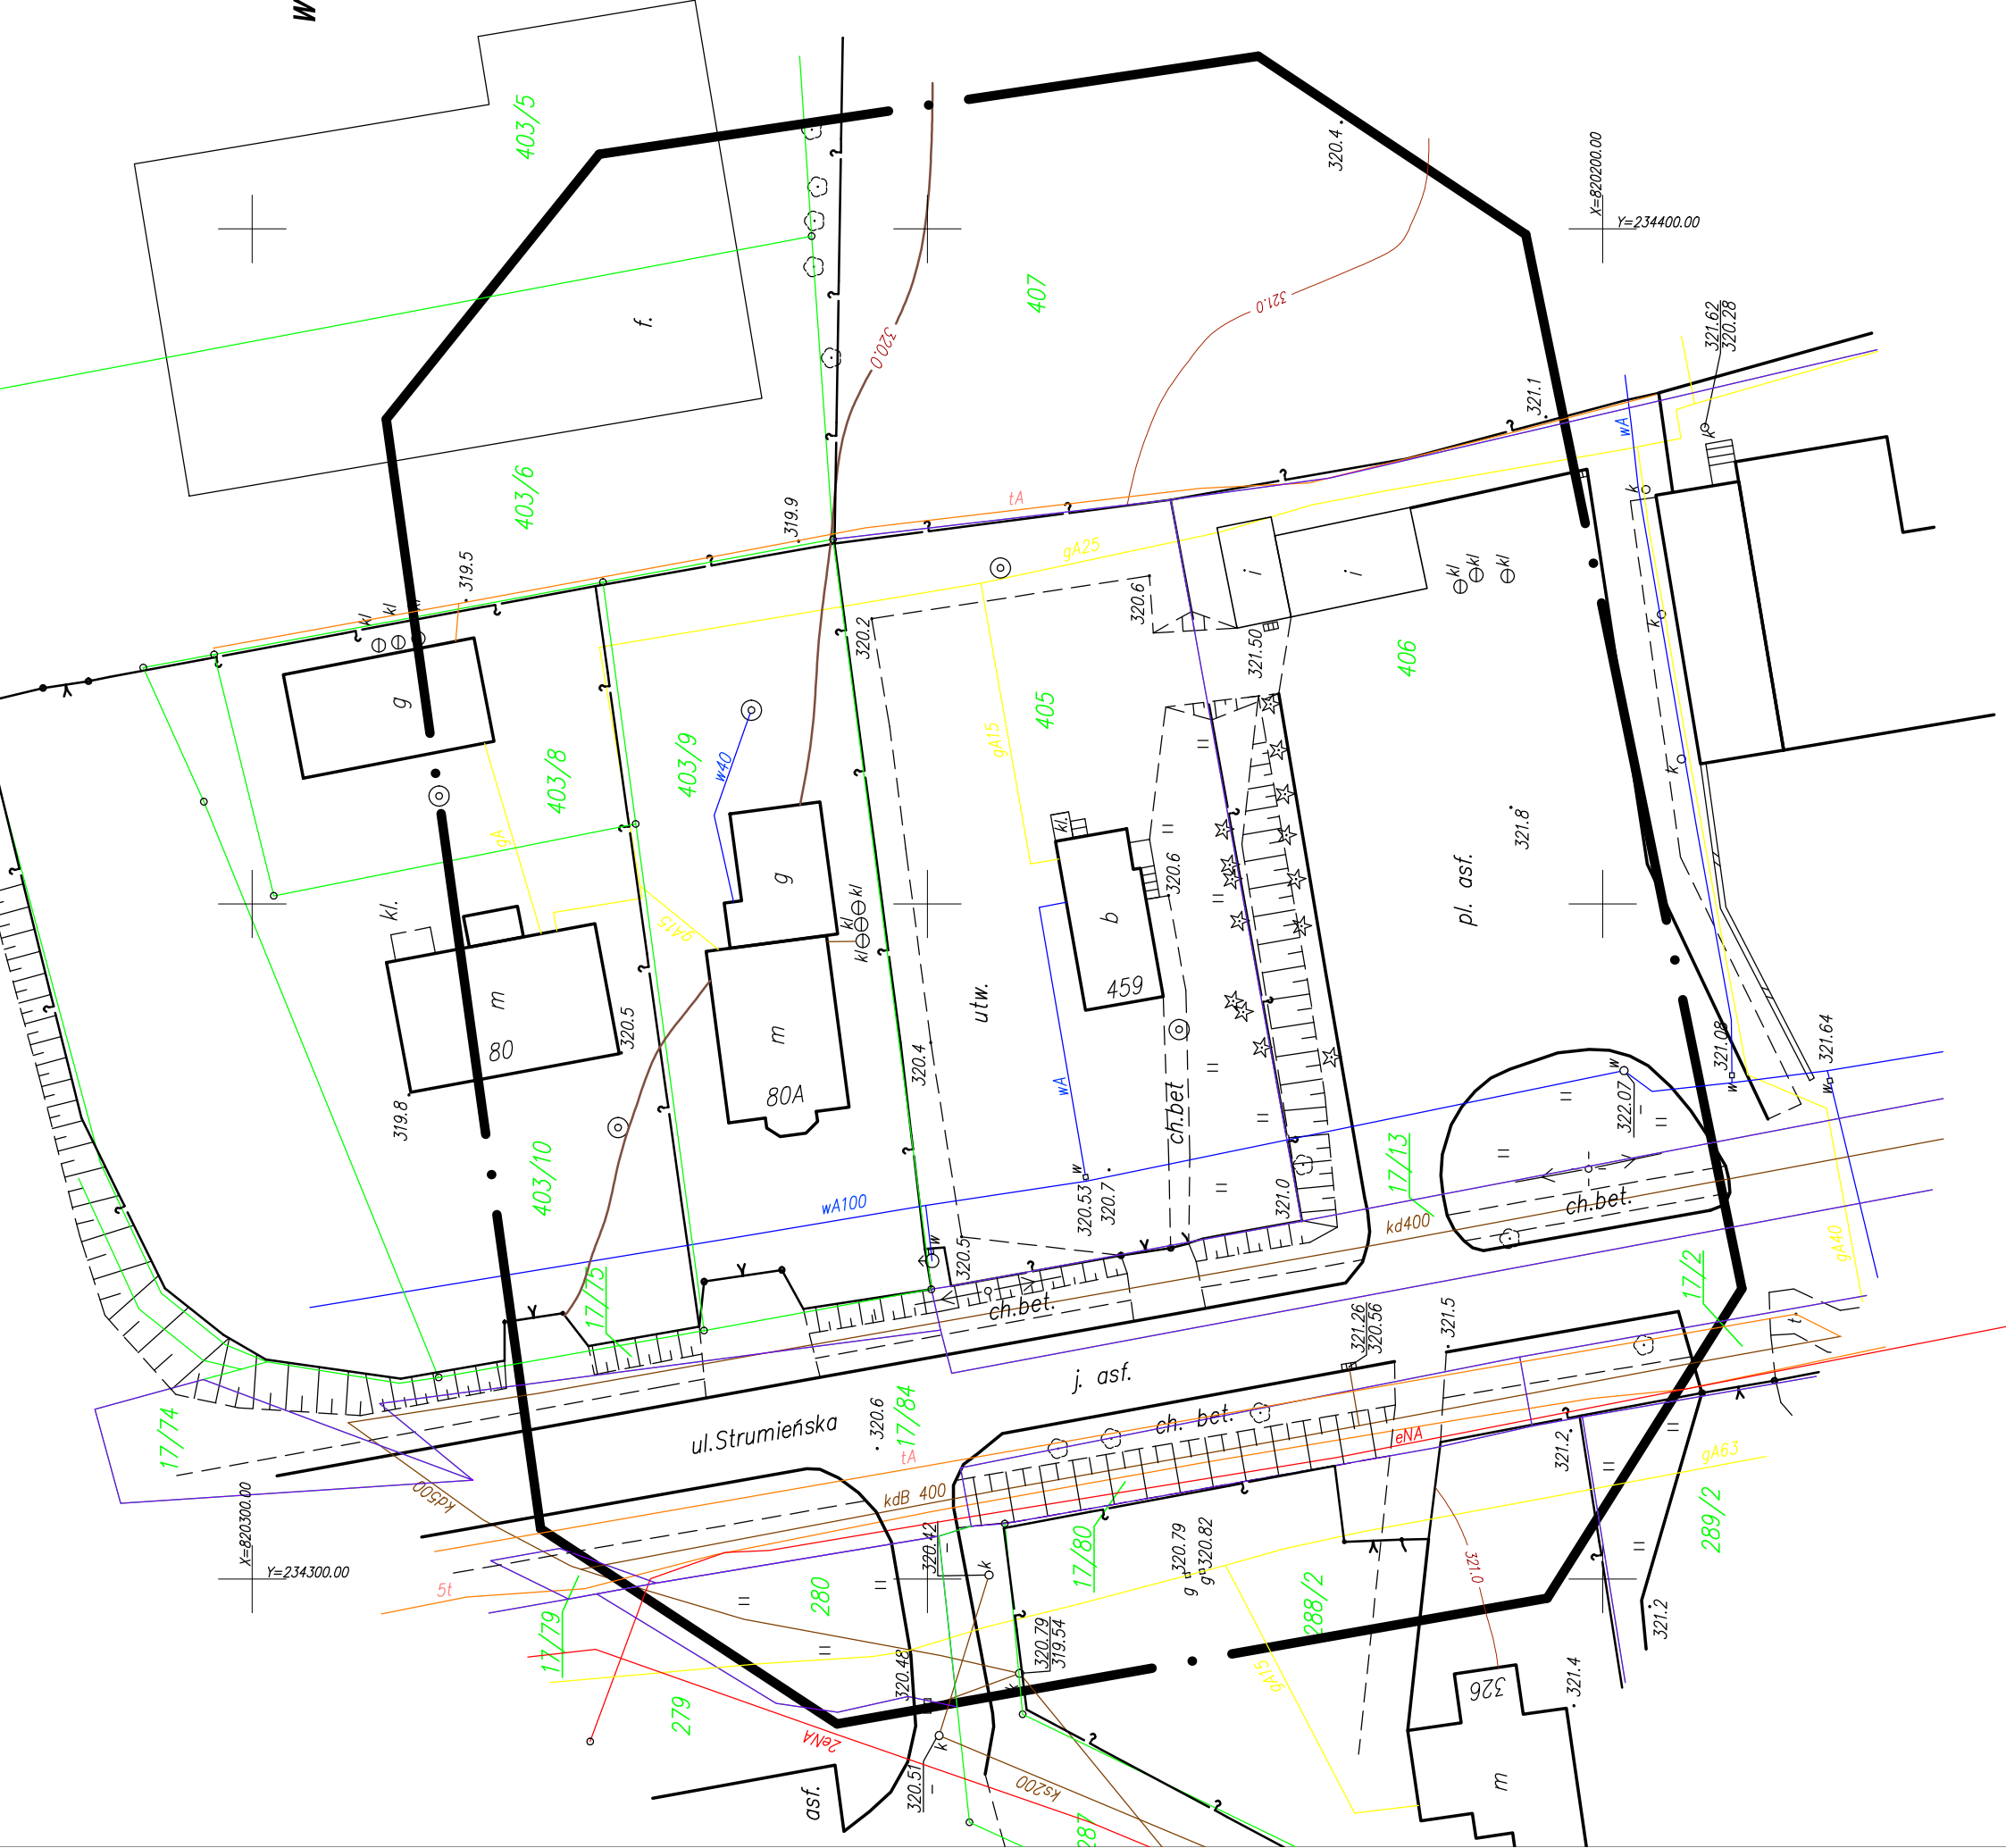 W
403/5
320.4
X=820200.00
Y=234400.00
407
321.0
321.62
320.28
f.
320.0
321.1
wA
k
403/6
319.9
tA
k
319.5
gA25
kl
kl
kl
kl
kl
kl
i
i
320.6
320.2
k
g
321.50
406
405
gA15
403/8
403/9
w40
k
gA
g
kl.
321.8
320.6
pl. asf.
kl.
kl
kl
kl
gA15
b
459
m
80
320.5
m
80A
utw.
320.4
wA
321.08
321.64
w
w
w
322.07
319.8
ch.bet
403/10
17/13
w
320.53
320.7
321.0
wA100
ch.bet.
kd400
w
320.5
gA40
17/2
17/75
ch.bet.
321.26
320.56
321.5
t
j. asf.
17/74
17/84
320.6
ul.Strumieńska
ch. bet.
eNA
tA
321.2
gA63
kd500
kdB 400
X=820300.00
Y=234300.00
320.42
k
17/80
320.79
320.82
g
g
321.0
289/2
5t
280
288/2
17/79
321.2
320.79
319.54
320.48
k
gA15
279
321.4
326
2eNA
k
320.51
ks200
asf.
m
287